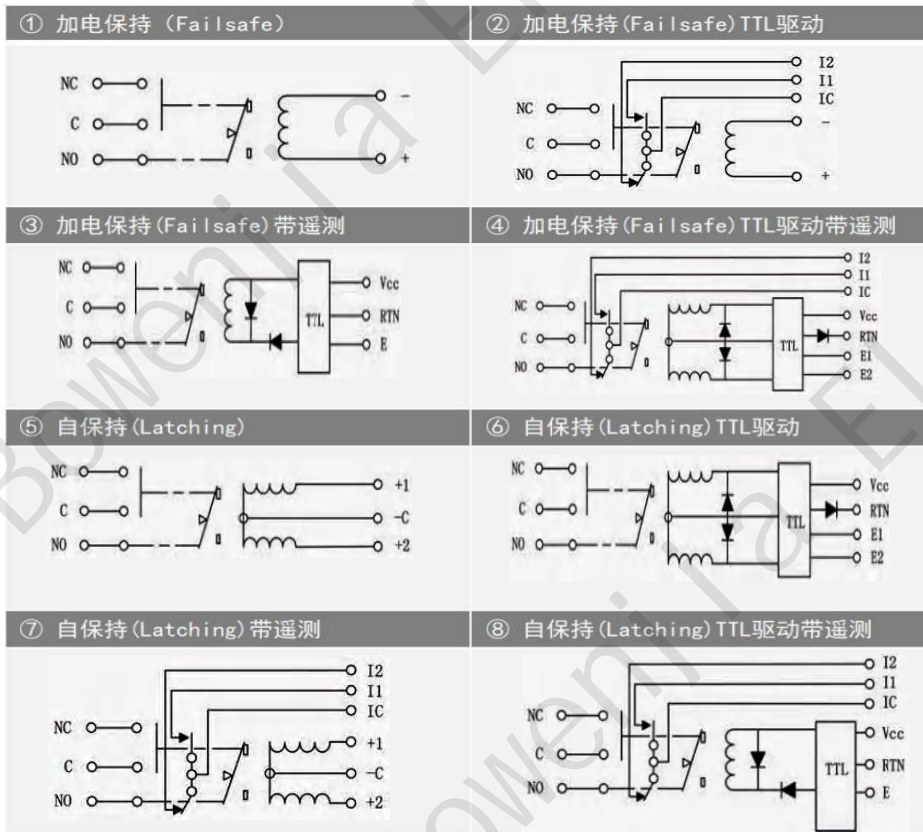 ① 加电保持（Failsafe）
NC
C
NO
-
+
② 加电保持(Failsafe)TTL驱动
I2
I1
IC
NC
C
NO
-
+
③ 加电保持(Failsafe)带遥测
NC
C
NO
TTL
Vcc
RTN
E
④ 加电保持(Failsafe)TTL驱动带遥测
I2
I1
IC
NC
C
NO
TTL
Vcc
RTN
E1
E2
⑤ 自保持(Latching)
NC
C
NO
+1
-C
+2
⑥ 自保持(Latching)TTL驱动
NC
C
NO
TTL
Vcc
RTN
E1
E2
⑦ 自保持(Latching)带遥测
I2
I1
IC
NC
C
NO
+1
-C
+2
⑧ 自保持(Latching)TTL驱动带遥测
I2
I1
IC
NC
C
NO
TTL
Vcc
RTN
E
Bowenjia El